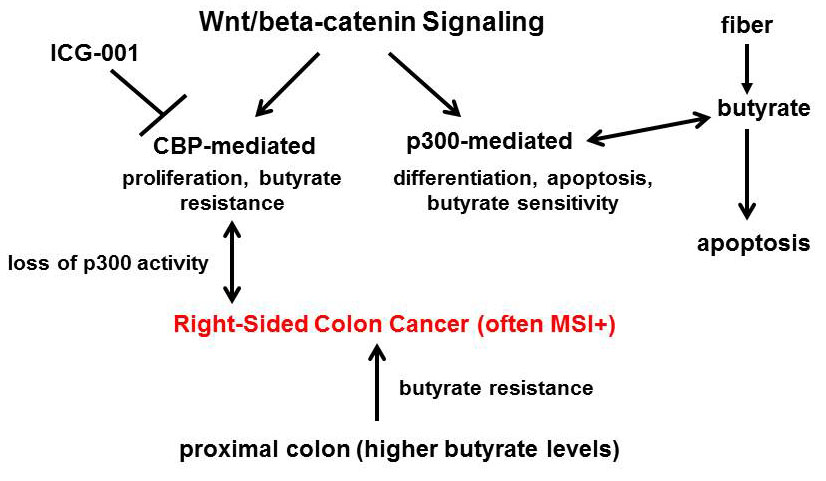 Wnt/beta-catenin Signaling
fiber
ICG-001
butyrate
CBP-mediated
p300-mediated
proliferation, butyrate
resistance
differentiation, apoptosis,
butyrate sensitivity
apoptosis
loss of p300 activity
Right-Sided Colon Cancer (often MSI+)
butyrate resistance
proximal colon (higher butyrate levels)